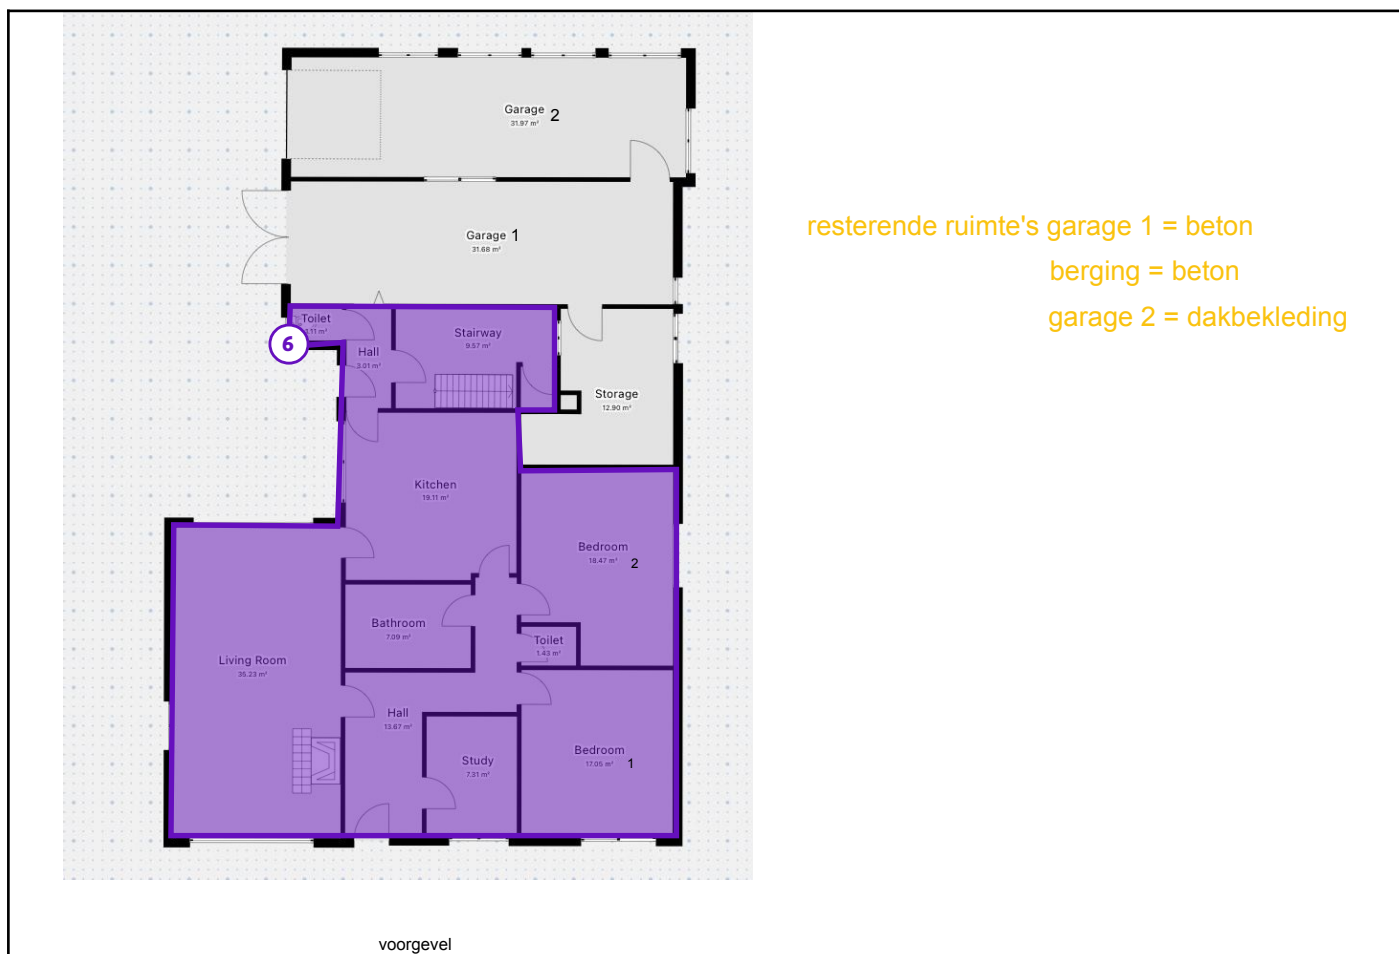 Garage 2
31.97 m²
resterende ruimte's garage 1 = beton
Garage 1
31.68 m²
berging = beton
garage 2 = dakbekleding
Toilet
1.11 m²
Stairway
9.57 m²
6
Hall
3.01 m²
Storage
12.90 m²
Kitchen
19.11 m²
Bedroom
18.47 m² 2
Bathroom
7.09 m²
Toilet
1.43 m²
Living Room
35.23 m²
Hall
13.67 m²
Bedroom
17.05 m² 1
Study
7.31 m²
voorgevel